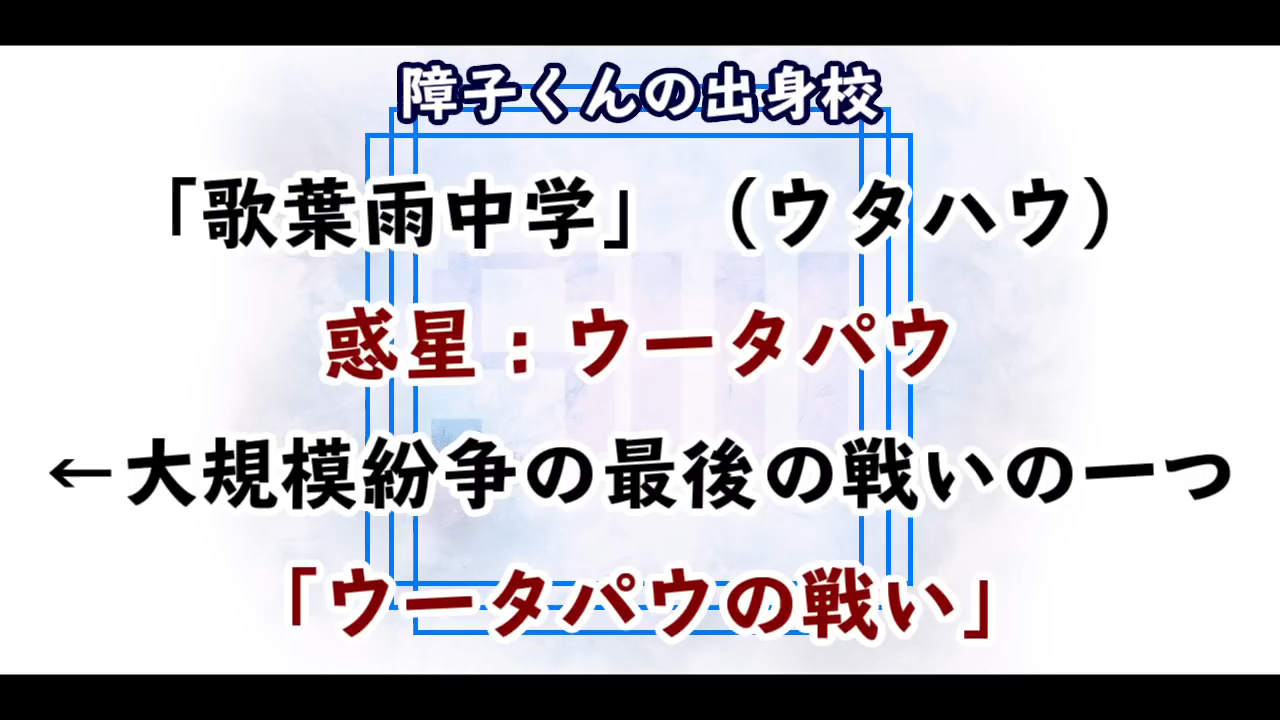 障子くんの出身校
「歌葉雨中学」（ウタハウ）
惑星：ウータパウ
←大規模紛争の最後の戦いの一つ
「ウータパウの戦い」